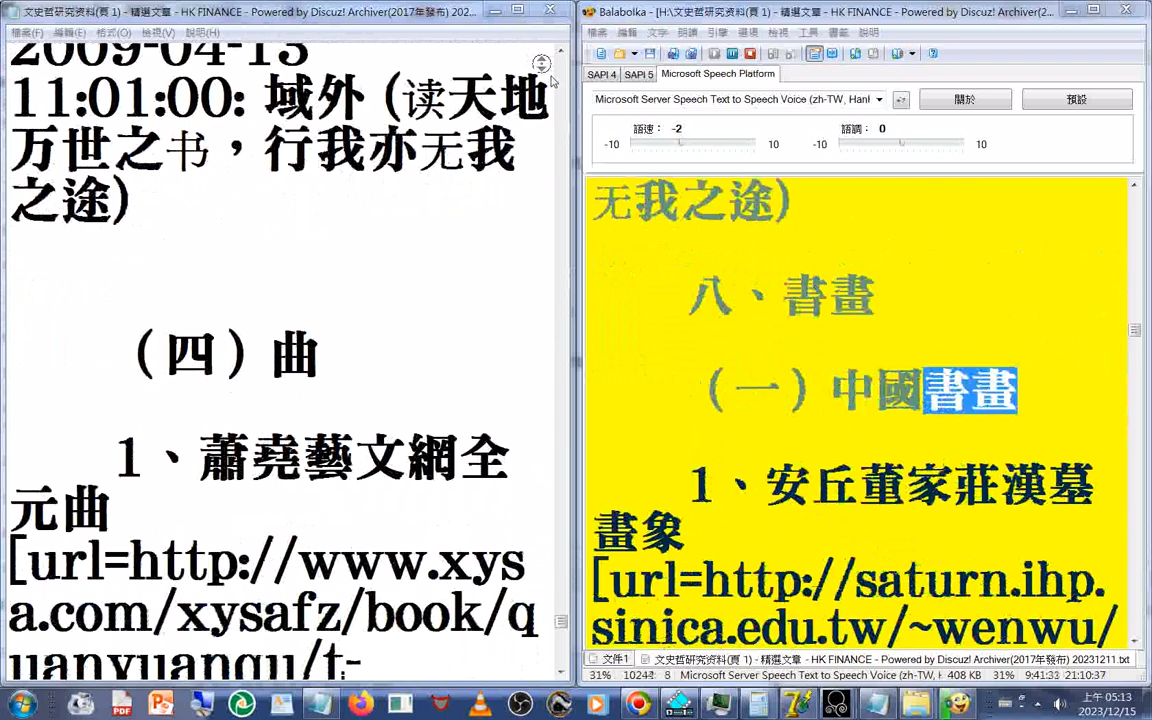 文史哲研究资料(頁 1) - 精選文章 - HK FINANCE - Powered by Discuz! Archiver(2017年發布) 202...
檔案(F) 編輯(E) 格式(O) 檢視(V) 說明(H)
2009-04-13
11:01:00: 域外 (读天地
万世之书，行我亦无我
之途)
（四）曲
1、蕭堯藝文網全
元曲
[url=http://www.xys
a.com/xysafz/book/q
uanyuanqu/t-
Balabolka - [H:\文史哲研究资料(頁 1) - 精選文章 - HK FINANCE - Powered by Discuz! Archiver(2...
檔案 編輯 文字 朗讀 引擎 選項 檢視 工具 書籤 說明
SAPI 4 SAPI 5 Microsoft Speech Platform
Microsoft Server Speech Text to Speech Voice (zh-TW, Hanl
關於
預設
語速： -2
語調： 0
-10 10 -10 10
无我之途)
八、書畫
（一）中國書畫
1、安丘董家莊漢墓
畫象
[url=http://saturn.ihp.
sinica.edu.tw/~wenwu/
文件1 文史哲研究资料(頁 1) - 精選文章 - HK FINANCE - Powered by Discuz! Archiver(2017年發布) 20231211.txt
31% 8 Microsoft Server Speech Text to Speech Voice (zh- 408 KB 31% 9:41:33 21:10:37
上午 05:13
2023/12/15